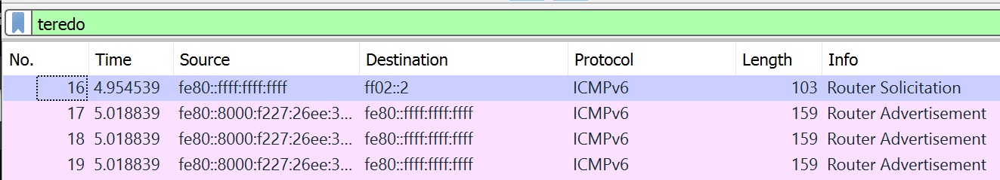 teredo
No. Time Source Destination Protocol Length Info
16 4.954539 fe80::ffff:ffff:ffff ff02::2 ICMPv6 103 Router Solicitation
17 5.018839 fe80::8000:f227:26ee:3... fe80::ffff:ffff:ffff ICMPv6 159 Router Advertisement
18 5.018839 fe80::8000:f227:26ee:3... fe80::ffff:ffff:ffff ICMPv6 159 Router Advertisement
19 5.018839 fe80::8000:f227:26ee:3... fe80::ffff:ffff:ffff ICMPv6 159 Router Advertisement